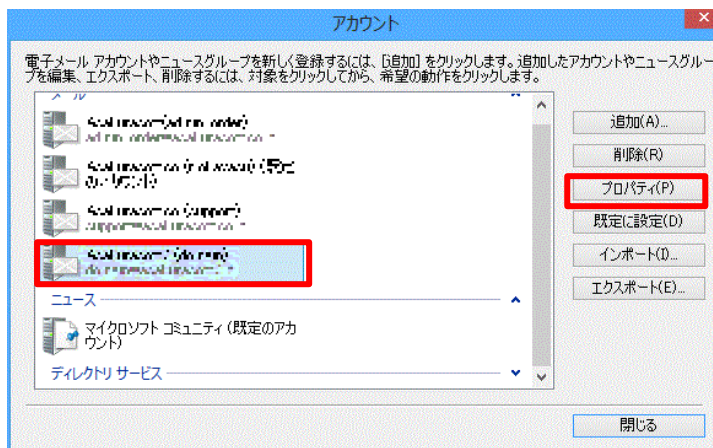 アカウント
電子メール アカウントやニュースグループを新しく登録するには、[追加] をクリックします。追加したアカウントやニュースグルー
プを編集、エクスポート、削除するには、対象をクリックしてから、希望の動作をクリックします。
メール
追加(A)...
削除(R)
プロパティ(P)
既定に設定(D)
インポート(I)...
エクスポート(E)...
(support)
ニュース
マイクロソフト コミュニティ (既定のアカ
ウント)
ディレクトリ サービス
閉じる